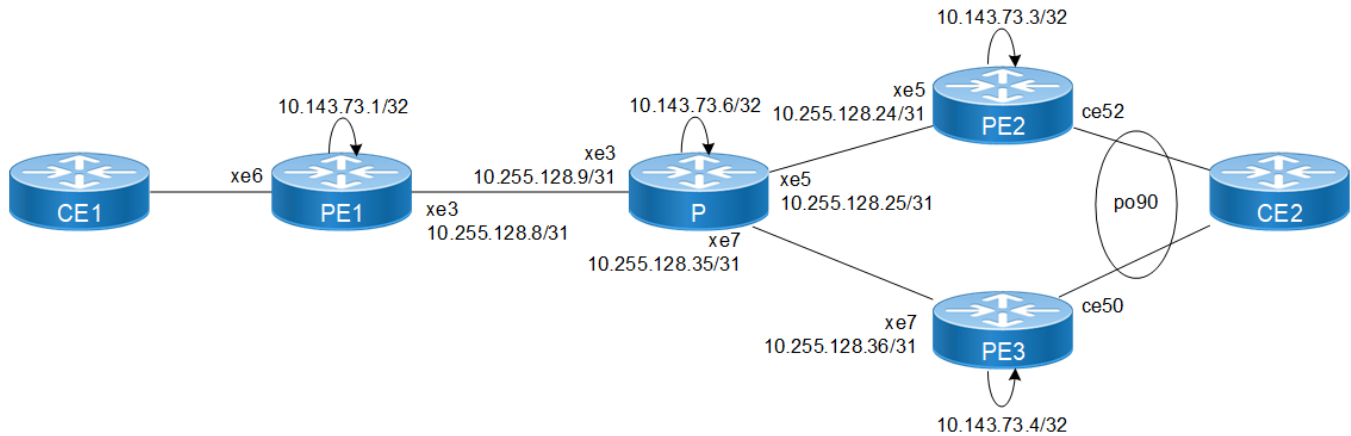 10.143.73.3/32
xe5
10.255.128.24/31
PE2
ce52
10.143.73.1/32
10.143.73.6/32
CE1
xe6
PE1
xe3
10.255.128.8/31
xe3
10.255.128.9/31
P
xe5
10.255.128.25/31
xe7
10.255.128.35/31
po90
CE2
xe7
10.255.128.36/31
PE3
ce50
10.143.73.4/32